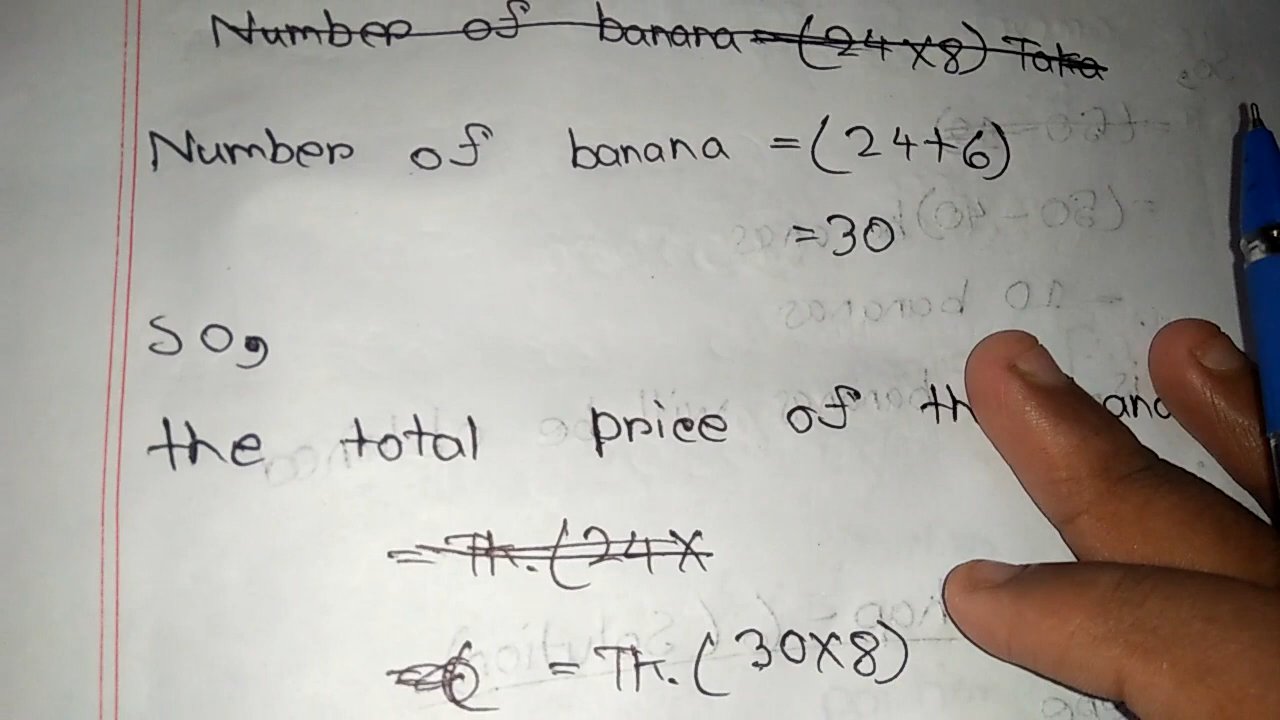 Number of banana = (24×8) Taka
Number of banana = (24+6)
= 30
So,
the total price of th
= Tk. (24×
= Tk. (30×8)